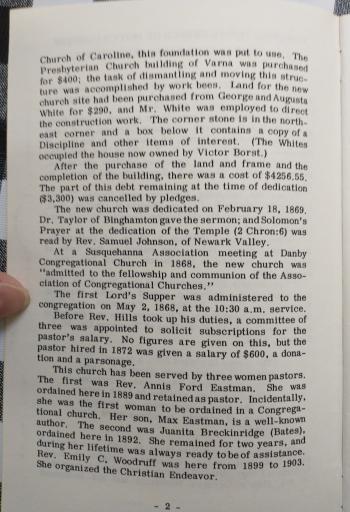 Church of Caroline, this foundation was put to use. The
Presbyterian Church building of Varna was purchased
for $400; the task of dismantling and moving this struc-
ture was accomplished by work bees. Land for the new
church site had been purchased from George and Augusta
White for $290, and Mr. White was employed to direct
the construction work. The corner stone is in the north-
east corner and a box below it contains a copy of a
Discipline and other items of interest. (The Whites
occupied the house now owned by Victor Borst.)
After the purchase of the land and frame and the
completion of the building, there was a cost of $4256.55.
The part of this debt remaining at the time of dedication
($3,300) was cancelled by pledges.
The new church was dedicated on February 18, 1869.
Dr. Taylor of Binghamton gave the sermon; and Solomon's
Prayer at the dedication of the Temple (2 Chron:6) was
read by Rev. Samuel Johnson, of Newark Valley.
At a Susquehanna Association meeting at Danby
Congregational Church in 1868, the new church was
"admitted to the fellowship and communion of the Asso-
ciation of Congregational Churches."
The first Lord's Supper was administered to the
congregation on May 2, 1868, at the 10:30 a.m. service.
Before Rev. Hills took up his duties, a committee of
three was appointed to solicit subscriptions for the
pastor's salary. No figures are given on this, but the
pastor hired in 1872 was given a salary of $600, a dona-
tion and a parsonage.
This church has been served by three women pastors.
The first was Rev. Annis Ford Eastman. She was
ordained here in 1889 and retained as pastor. Incidentally,
she was the first woman to be ordained in a Congrega-
tional church. Her son, Max Eastman, is a well-known
author. The second was Juanita Breckinridge (Bates),
ordained here in 1892. She remained for two years, and
during her lifetime was always ready to be of assistance.
Rev. Emily C. Woodruff was here from 1899 to 1903.
She organized the Christian Endeavor.
- 2 -